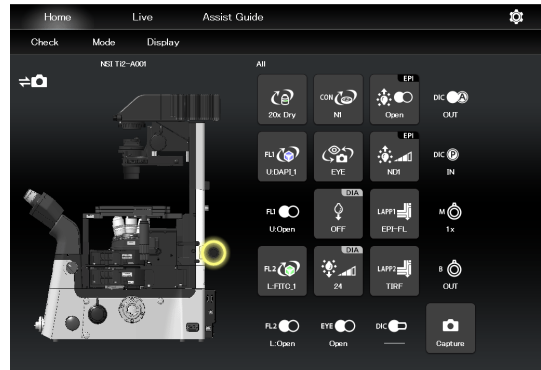 Home Live Assist Guide
Check Mode Display
NSI Ti2-A001 All
EPI
CON DIC A
20x Dry N1 Open OUT
EPI
FL1 DIC P
U:DAPI_1 EYE ND1 IN
DIA
FL1 LAPP1 M
U:Open OFF EPI-FL 1x
DIA
FL2 LAPP2 B
L:FITC_1 24 TIRF OUT
FL2 EYE DIC
L:Open Open Capture